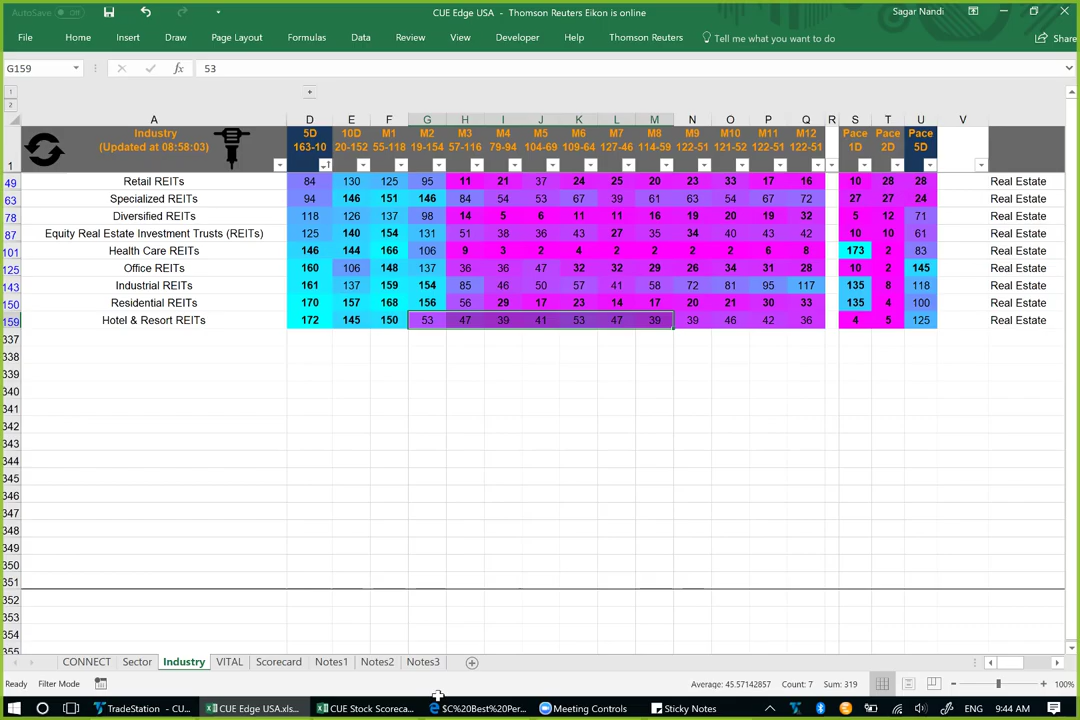 AutoSave Off CUE Edge USA - Thomson Reuters Eikon is online Sagar Nandi
File Home Insert Draw Page Layout Formulas Data Review View Developer Help Thomson Reuters Tell me what you want to do Share
G159 fx 53
1
2
+
A D E F G H I J K L M N O P Q R S T U V
Industry 5D 10D M1 M2 M3 M4 M5 M6 M7 M8 M9 M10 M11 M12 Pace Pace Pace
(Updated at 08:58:03) 163-10 20-152 55-118 19-154 57-116 79-94 104-69 109-64 127-46 114-59 122-51 121-52 122-51 122-51 1D 2D 5D
1
49 Retail REITs 84 130 125 95 11 21 37 24 25 20 23 33 17 16 10 28 28 Real Estate
63 Specialized REITs 94 146 151 146 84 54 53 67 39 61 63 54 67 72 27 27 24 Real Estate
78 Diversified REITs 118 126 137 98 14 5 6 11 11 16 19 20 19 32 5 12 71 Real Estate
87 Equity Real Estate Investment Trusts (REITs) 125 140 154 131 51 38 36 43 27 35 34 40 43 42 10 10 61 Real Estate
101 Health Care REITs 146 144 166 106 9 3 2 4 2 2 2 2 6 8 173 2 83 Real Estate
125 Office REITs 160 106 148 137 36 36 47 32 32 29 26 34 31 28 10 2 145 Real Estate
143 Industrial REITs 161 137 159 154 85 46 50 57 41 58 72 81 95 117 135 8 118 Real Estate
150 Residential REITs 170 157 168 156 56 29 17 23 14 17 20 21 30 33 135 4 100 Real Estate
159 Hotel & Resort REITs 172 145 150 53 47 39 41 53 47 39 39 46 42 36 4 5 125 Real Estate
337
338
339
340
341
342
343
344
345
346
347
348
349
350
351
352
353
354
355
CONNECT Sector Industry VITAL Scorecard Notes1 Notes2 Notes3
Ready Filter Mode Average: 45.57142857 Count: 7 Sum: 319 100%
TradeStation - CU... CUE Edge USA.xls... CUE Stock Scoreca... SC%20Best%20Per... Meeting Controls Sticky Notes ENG 9:44 AM